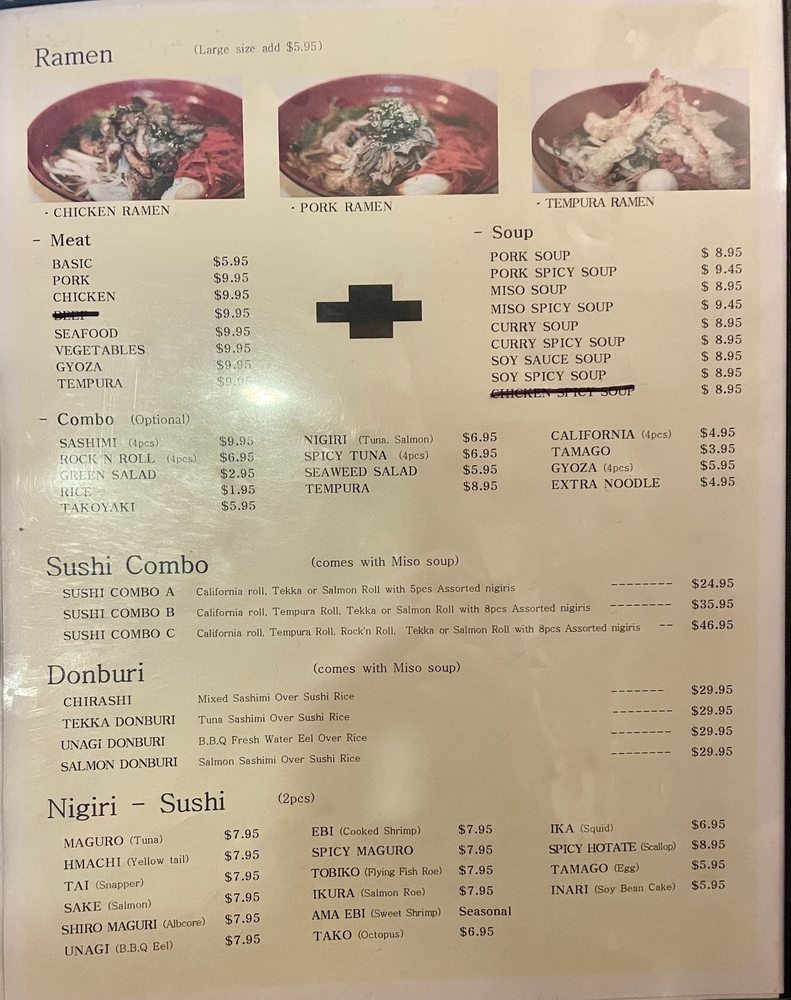 Ramen (Large size add $5.95)
· CHICKEN RAMEN · PORK RAMEN · TEMPURA RAMEN
- Meat
BASIC $5.95
PORK $9.95
CHICKEN $9.95
BEEF $9.95
SEAFOOD $9.95
VEGETABLES $9.95
GYOZA $9.95
TEMPURA $9.95
- Soup
PORK SOUP $ 8.95
PORK SPICY SOUP $ 9.45
MISO SOUP $ 8.95
MISO SPICY SOUP $ 9.45
CURRY SOUP $ 8.95
CURRY SPICY SOUP $ 8.95
SOY SAUCE SOUP $ 8.95
SOY SPICY SOUP $ 8.95
CHICKEN SPICY SOUP $ 8.95
- Combo (Optional)
SASHIMI (4pcs) $9.95
ROCK'N ROLL (4pcs) $6.95
GREEN SALAD $2.95
RICE $1.95
TAKOYAKI $5.95
NIGIRI (Tuna, Salmon) $6.95
SPICY TUNA (4pcs) $6.95
SEAWEED SALAD $5.95
TEMPURA $8.95
CALIFORNIA (4pcs) $4.95
TAMAGO $3.95
GYOZA (4pcs) $5.95
EXTRA NOODLE $4.95
Sushi Combo (comes with Miso soup)
SUSHI COMBO A California roll, Tekka or Salmon Roll with 5pcs Assorted nigiris -------- $24.95
SUSHI COMBO B California roll, Tempura Roll, Tekka or Salmon Roll with 8pcs Assorted nigiris -------- $35.95
SUSHI COMBO C California roll, Tempura Roll, Rock'n Roll, Tekka or Salmon Roll with 8pcs Assorted nigiris -- $46.95
Donburi (comes with Miso soup)
CHIRASHI Mixed Sashimi Over Sushi Rice ------- $29.95
TEKKA DONBURI Tuna Sashimi Over Sushi Rice -------- $29.95
UNAGI DONBURI B.B.Q Fresh Water Eel Over Rice -------- $29.95
SALMON DONBURI Salmon Sashimi Over Sushi Rice -------- $29.95
Nigiri - Sushi (2pcs)
MAGURO (Tuna) $7.95
HMACHI (Yellow tail) $7.95
TAI (Snapper) $7.95
SAKE (Salmon) $7.95
SHIRO MAGURI (Albcore) $7.95
UNAGI (B.B.Q Eel) $7.95
EBI (Cooked Shrimp) $7.95
SPICY MAGURO $7.95
TOBIKO (Flying Fish Roe) $7.95
IKURA (Salmon Roe) $7.95
AMA EBI (Sweet Shrimp) Seasonal
TAKO (Octopus) $6.95
IKA (Squid) $6.95
SPICY HOTATE (Scallop) $8.95
TAMAGO (Egg) $5.95
INARI (Soy Bean Cake) $5.95